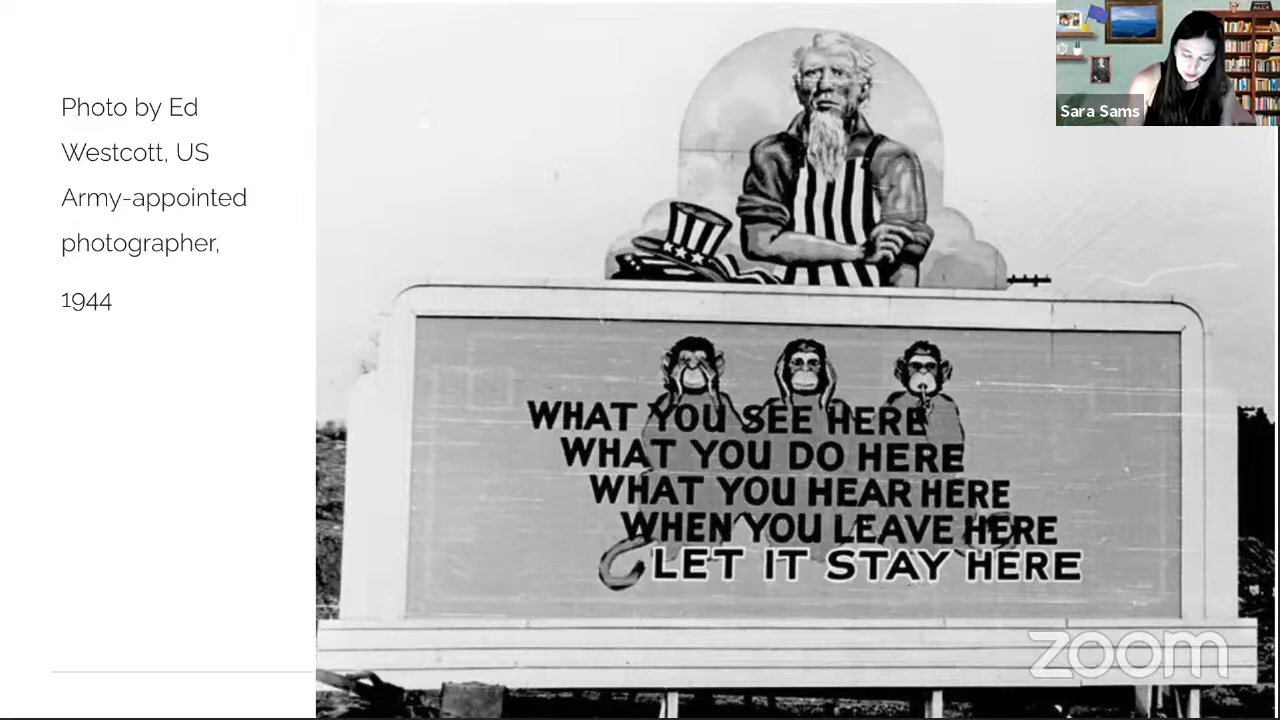 Photo by Ed
Westcott, US
Army-appointed
photographer,
1944
Sara Sams
WHAT YOU SEE HERE
WHAT YOU DO HERE
WHAT YOU HEAR HERE
WHEN YOU LEAVE HERE
LET IT STAY HERE
zoom